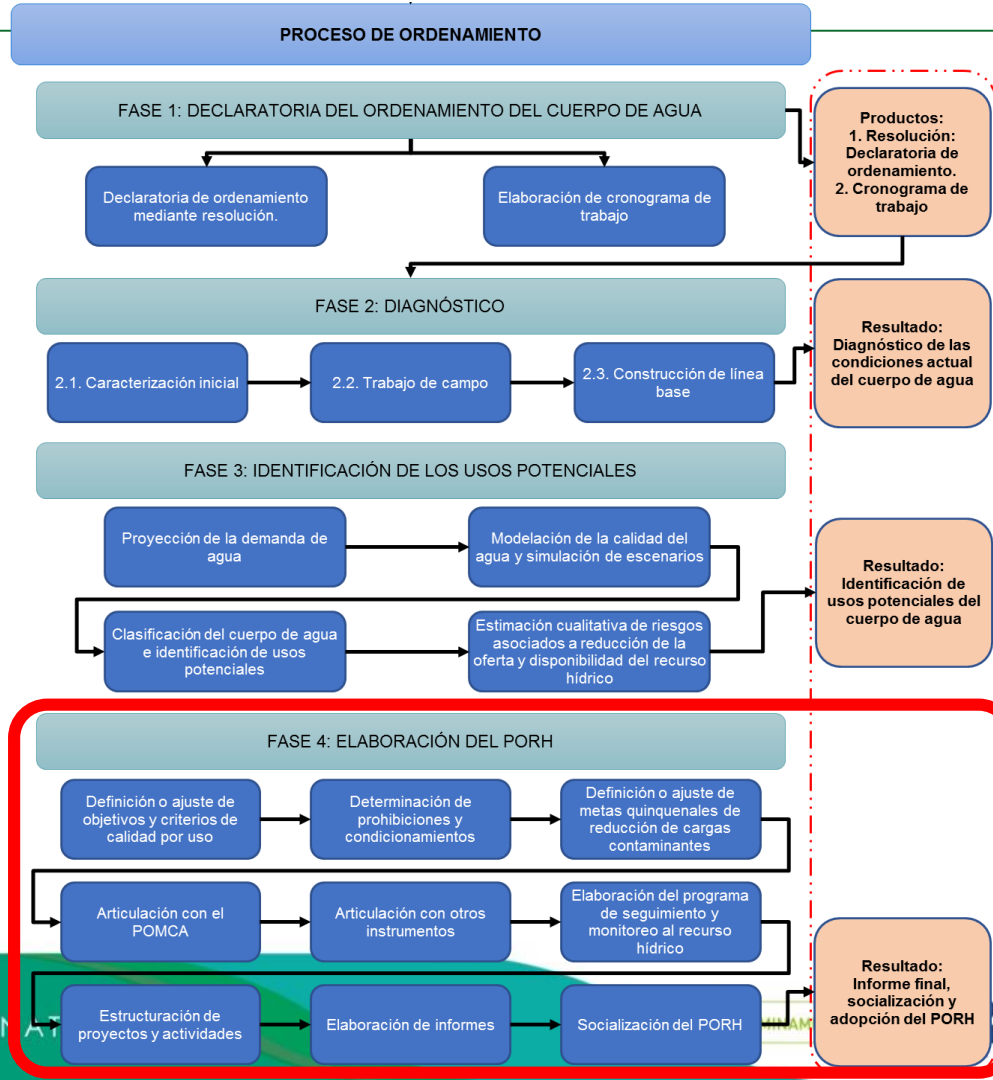 PROCESO DE ORDENAMIENTO
FASE 1: DECLARATORIA DEL ORDENAMIENTO DEL CUERPO DE AGUA
Declaratoria de ordenamiento
mediante resolución.
Elaboración de cronograma de
trabajo
Productos:
1. Resolución:
Declaratoria de
ordenamiento.
2. Cronograma de
trabajo
FASE 2: DIAGNÓSTICO
2.1. Caracterización inicial
2.2. Trabajo de campo
2.3. Construcción de línea
base
Resultado:
Diagnóstico de las
condiciones actual
del cuerpo de agua
FASE 3: IDENTIFICACIÓN DE LOS USOS POTENCIALES
Proyección de la demanda de
agua
Modelación de la calidad del
agua y simulación de escenarios
Clasificación del cuerpo de agua
e identificación de usos
potenciales
Estimación cualitativa de riesgos
asociados a reducción de la
oferta y disponibilidad del recurso
hídrico
Resultado:
Identificación de
usos potenciales del
cuerpo de agua
FASE 4: ELABORACIÓN DEL PORH
Definición o ajuste de
objetivos y criterios de
calidad por uso
Determinación de
prohibiciones y
condicionamientos
Definición o ajuste de
metas quinquenales de
reducción de cargas
contaminantes
Articulación con el
POMCA
Articulación con otros
instrumentos
Elaboración del programa
de seguimiento y
monitoreo al recurso
hídrico
Estructuración de
proyectos y actividades
Elaboración de informes
Socialización del PORH
Resultado:
Informe final,
socialización y
adopción del PORH